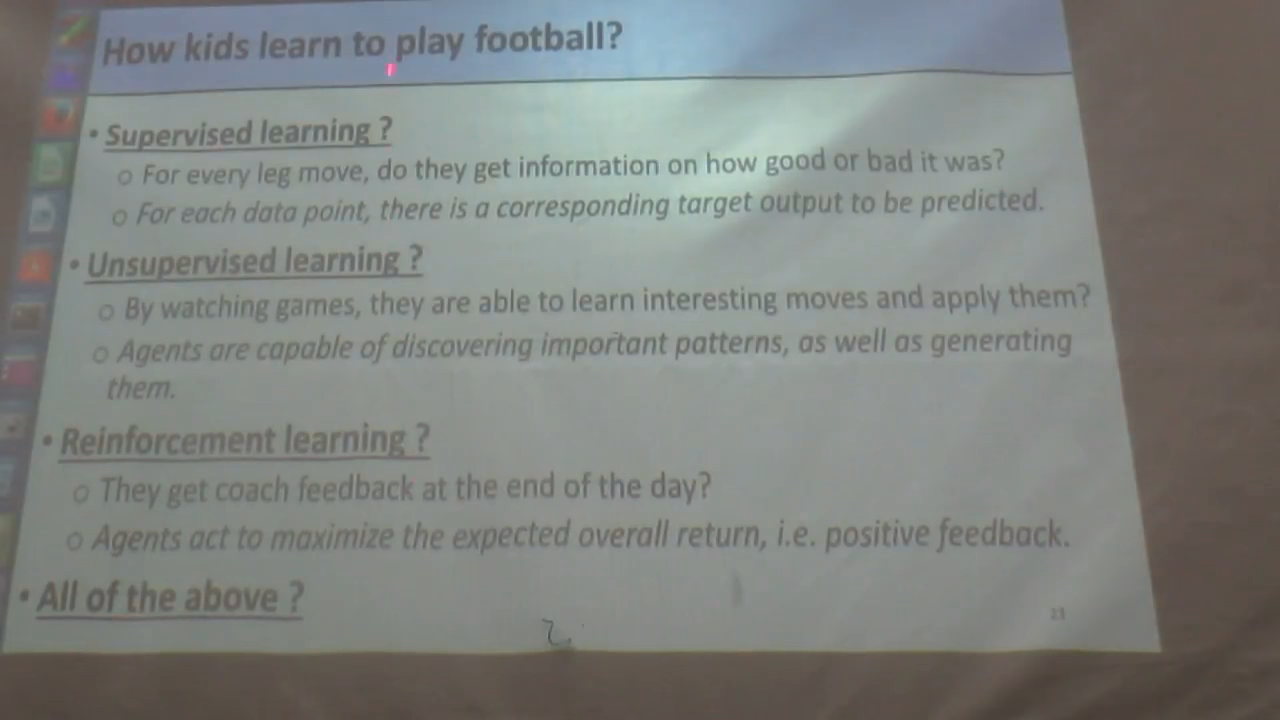 How kids learn to play football?
• Supervised learning ?
o For every leg move, do they get information on how good or bad it was?
o For each data point, there is a corresponding target output to be predicted.
• Unsupervised learning ?
o By watching games, they are able to learn interesting moves and apply them?
o Agents are capable of discovering important patterns, as well as generating
them.
• Reinforcement learning ?
o They get coach feedback at the end of the day?
o Agents act to maximize the expected overall return, i.e. positive feedback.
• All of the above ?
23